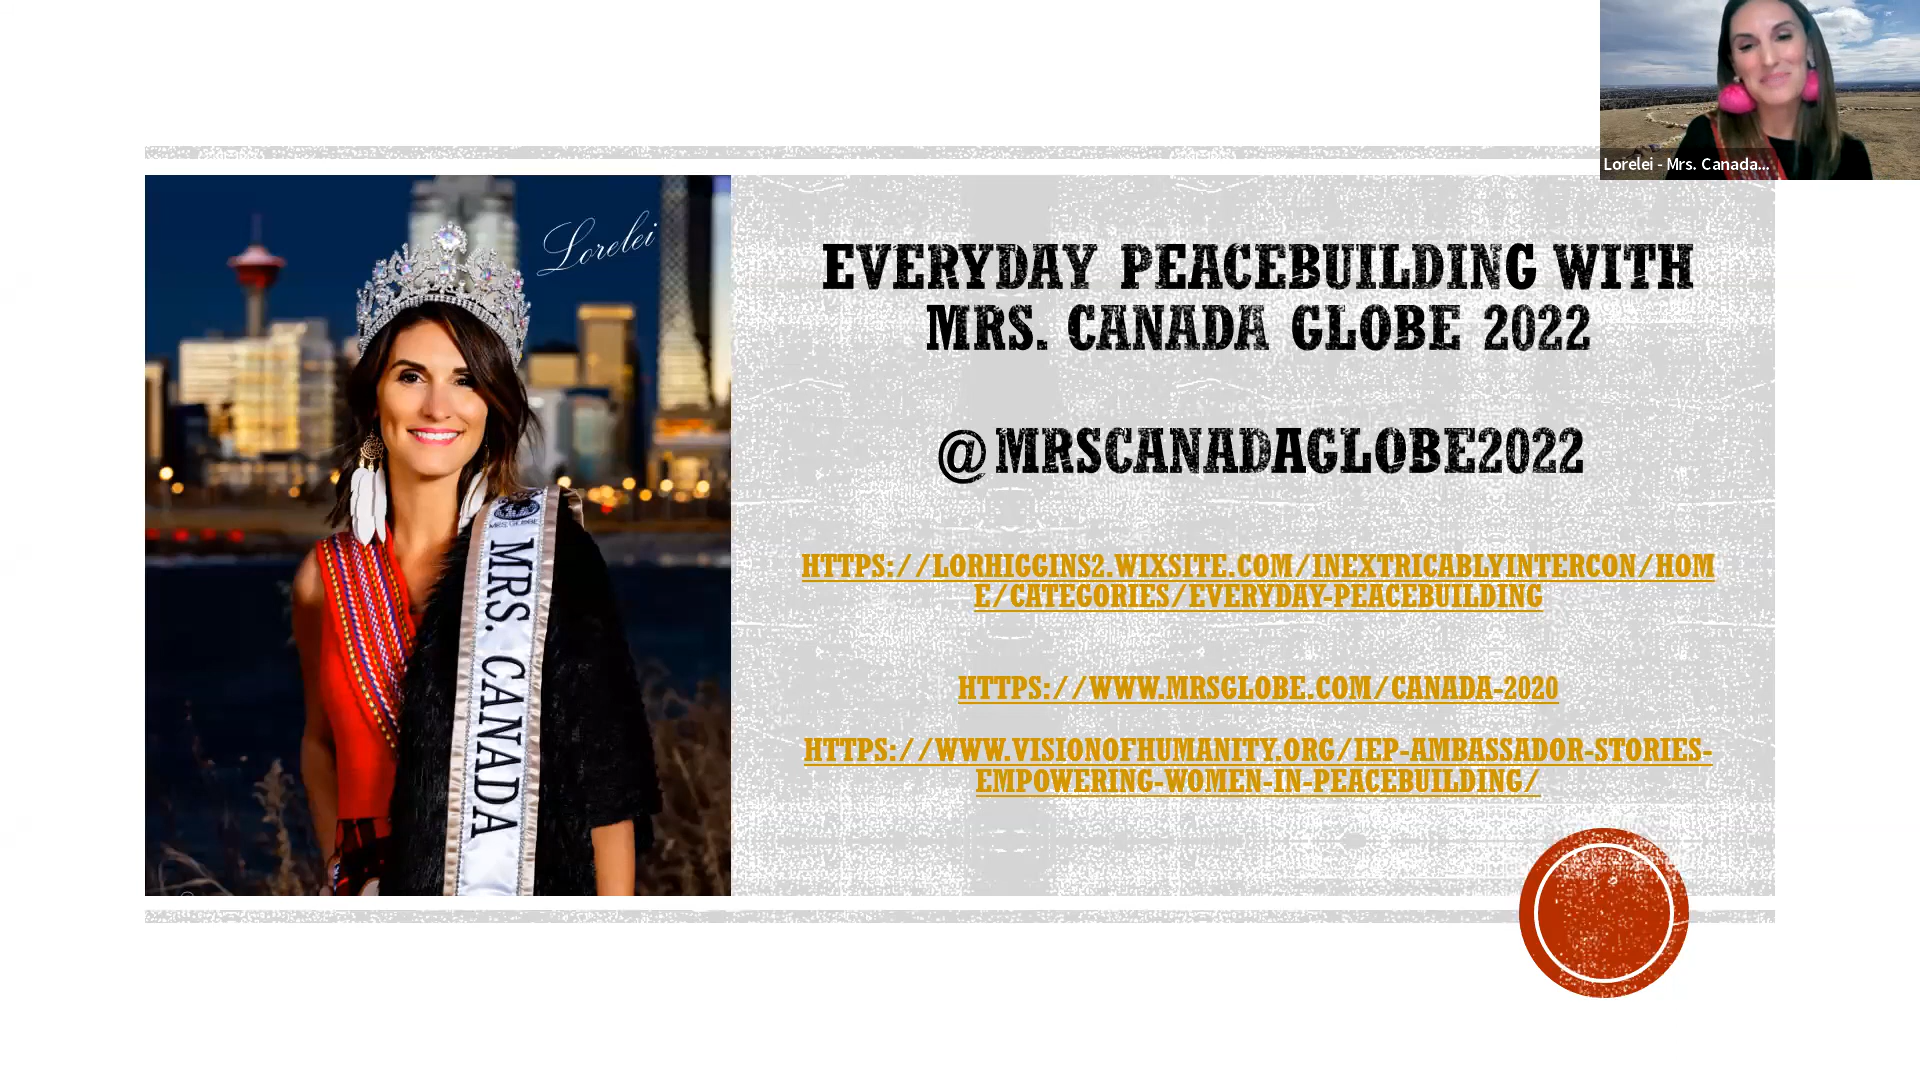 Lorelei - Mrs. Canada...
Lorelei
MRS. GLOBE
MRS. CANADA
EVERYDAY PEACEBUILDING WITH
MRS. CANADA GLOBE 2022
@MRSCANADAGLOBE2022
HTTPS://LORHIGGINS2.WIXSITE.COM/INEXTRICABLYINTERCON/HOM
E/CATEGORIES/EVERYDAY-PEACEBUILDING
HTTPS://WWW.MRSGLOBE.COM/CANADA-2020
HTTPS://WWW.VISIONOFHUMANITY.ORG/IEP-AMBASSADOR-STORIES-
EMPOWERING-WOMEN-IN-PEACEBUILDING/